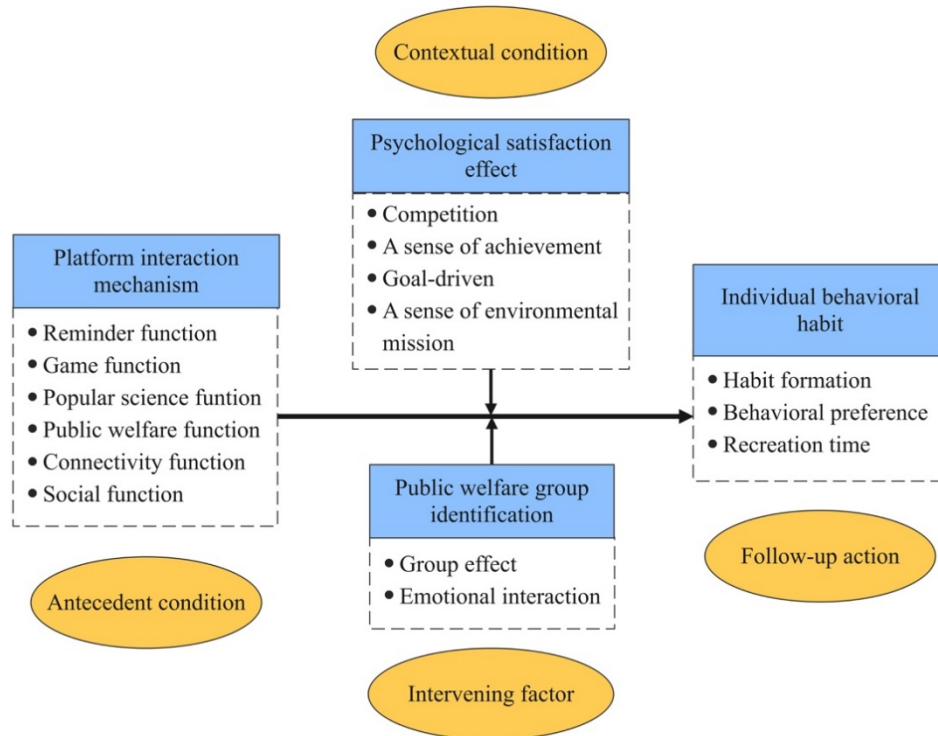 Contextual condition
Psychological satisfaction
effect
• Competition
• A sense of achievement
• Goal-driven
• A sense of environmental
mission
Platform interaction
mechanism
• Reminder function
• Game function
• Popular science funtion
• Public welfare function
• Connectivity function
• Social function
Antecedent condition
Individual behavioral
habit
• Habit formation
• Behavioral preference
• Recreation time
Follow-up action
Public welfare group
identification
• Group effect
• Emotional interaction
Intervening factor